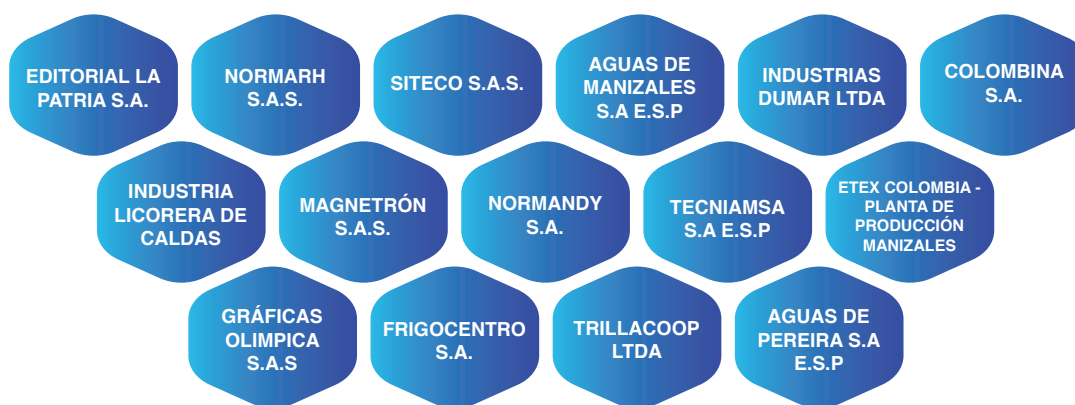 EDITORIAL LA
PATRIA S.A.
NORMARH
S.A.S.
SITECO S.A.S.
AGUAS DE
MANIZALES
S.A E.S.P
INDUSTRIAS
DUMAR LTDA
COLOMBINA
S.A.
INDUSTRIA
LICORERA DE
CALDAS
MAGNETRÓN
S.A.S.
NORMANDY
S.A.
TECNIAMSA
S.A E.S.P
ETEX COLOMBIA -
PLANTA DE
PRODUCCIÓN
MANIZALES
GRÁFICAS
OLIMPICA
S.A.S
FRIGOCENTRO
S.A.
TRILLACOOP
LTDA
AGUAS DE
PEREIRA S.A
E.S.P